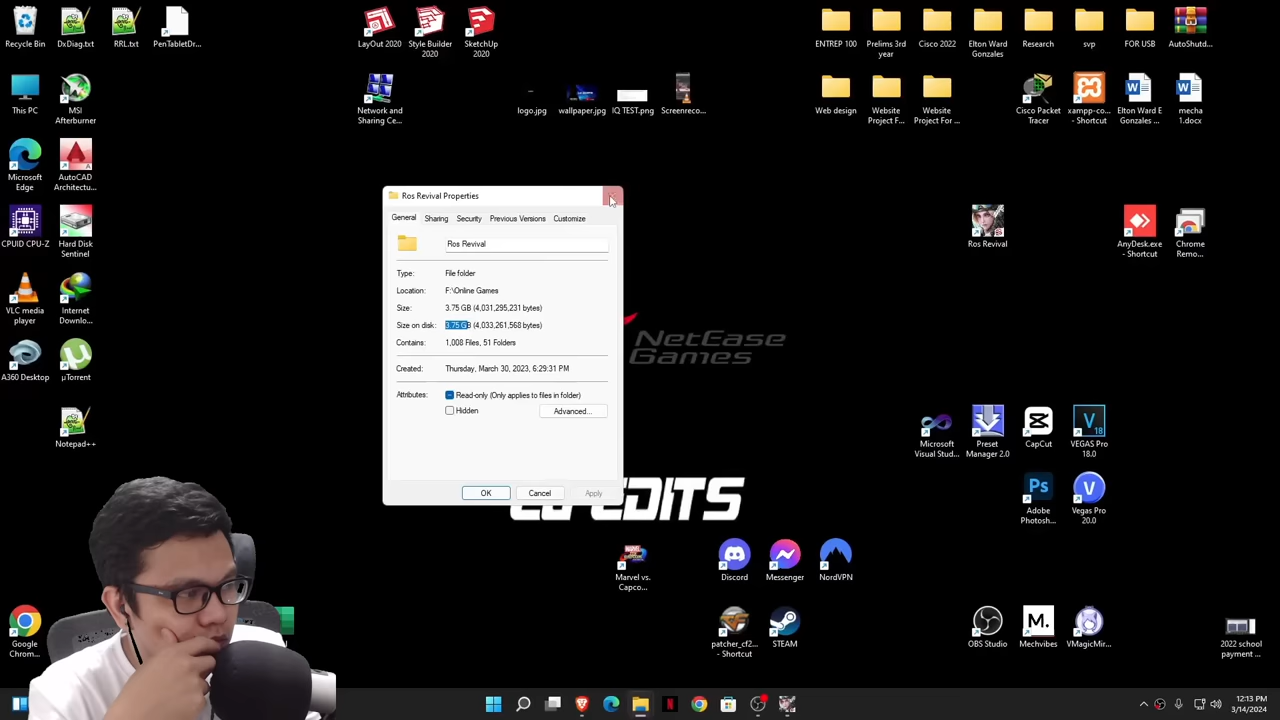 Recycle Bin
DxDiag.txt
RRL.txt
PenTabletDr...
LayOut 2020
Style Builder
2020
SketchUp
2020
ENTREP 100
Prelims 3rd
year
Cisco 2022
Elton Ward
Gonzales
Research
svp
FOR USB
AutoShutd...
This PC
MSI
Afterburner
Network and
Sharing Ce...
logo.jpg
wallpaper.jpg
IQ TEST.png
Screenreco...
Web design
Website
Project F...
Website
Project For ...
Cisco Packet
Tracer
xampp-co...
- Shortcut
Elton Ward E
Gonzales ...
mecha
1.docx
Microsoft
Edge
AutoCAD
Architectu...
Ros Revival Properties
General
Sharing
Security
Previous Versions
Customize
Ros Revival
Type: File folder
Location: F:\Online Games
Size: 3.75 GB (4,031,295,231 bytes)
Size on disk: 3.75 GB (4,033,261,568 bytes)
Contains: 1,008 Files, 51 Folders
Created: Thursday, March 30, 2023, 6:29:31 PM
Attributes: Read-only (Only applies to files in folder)
Hidden
Advanced...
OK
Cancel
Apply
CPUID CPU-Z
Hard Disk
Sentinel
Ros Revival
AnyDesk.exe
- Shortcut
Chrome
Remo...
VLC media
player
Internet
Downlo...
NetEase
Games
A360 Desktop
µTorrent
Notepad++
Microsoft
Visual Stud...
Preset
Manager 2.0
CapCut
VEGAS Pro
18.0
EDITS
Adobe
Photosh...
Vegas Pro
20.0
Marvel vs.
Capco...
Discord
Messenger
NordVPN
Google
Chrom...
patcher_cf2...
- Shortcut
STEAM
OBS Studio
Mechvibes
VMagicMir...
2022 school
payment ...
12:13 PM
3/14/2024